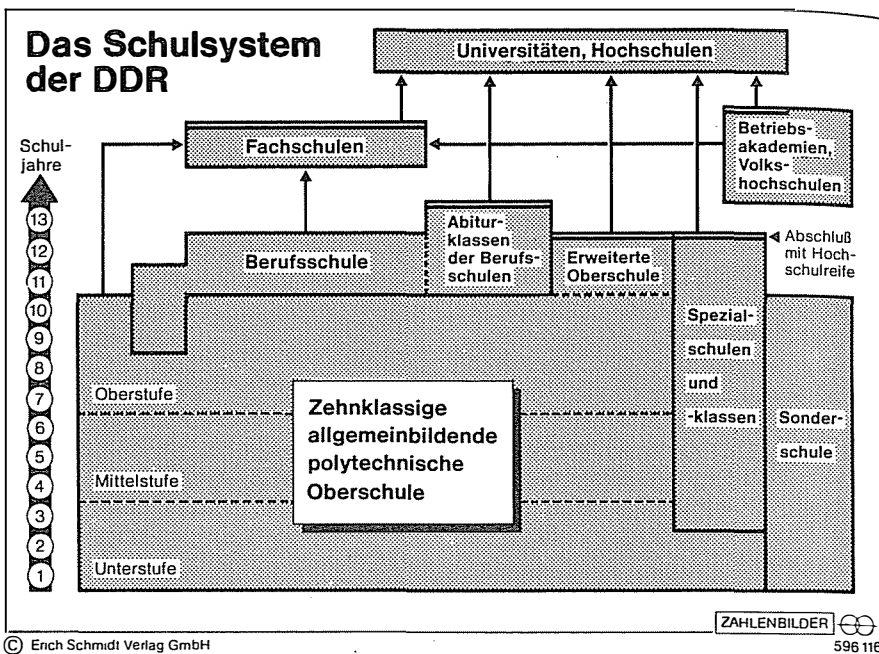 Das Schulsystem
der DDR
Universitäten, Hochschulen
Fachschulen
Betriebs-
akademien,
Volks-
hochschulen
Schul-
jahre
13
12
11
10
9
8
7
6
5
4
3
2
1
Berufsschule
Abitur-
klassen
der Berufs-
schulen
Erweiterte
Oberschule
Abschluß
mit Hoch-
schulreife
Spezial-
schulen
und
-klassen
Sonder-
schule
Oberstufe
Mittelstufe
Unterstufe
Zehnklassige
allgemeinbildende
polytechnische
Oberschule
ZAHLENBILDER
© Erich Schmidt Verlag GmbH
596 116